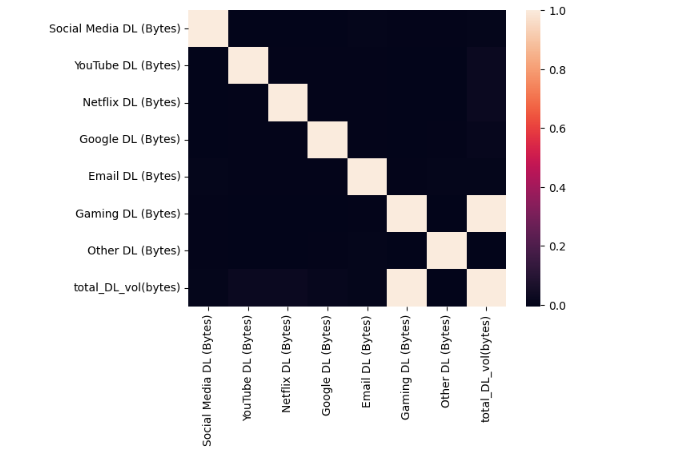 Social Media DL (Bytes)
YouTube DL (Bytes)
Netflix DL (Bytes)
Google DL (Bytes)
Email DL (Bytes)
Gaming DL (Bytes)
Other DL (Bytes)
total_DL_vol(bytes)
1.0
0.8
0.6
0.4
0.2
0.0
Social Media DL (Bytes)
YouTube DL (Bytes)
Netflix DL (Bytes)
Google DL (Bytes)
Email DL (Bytes)
Gaming DL (Bytes)
Other DL (Bytes)
total_DL_vol(bytes)